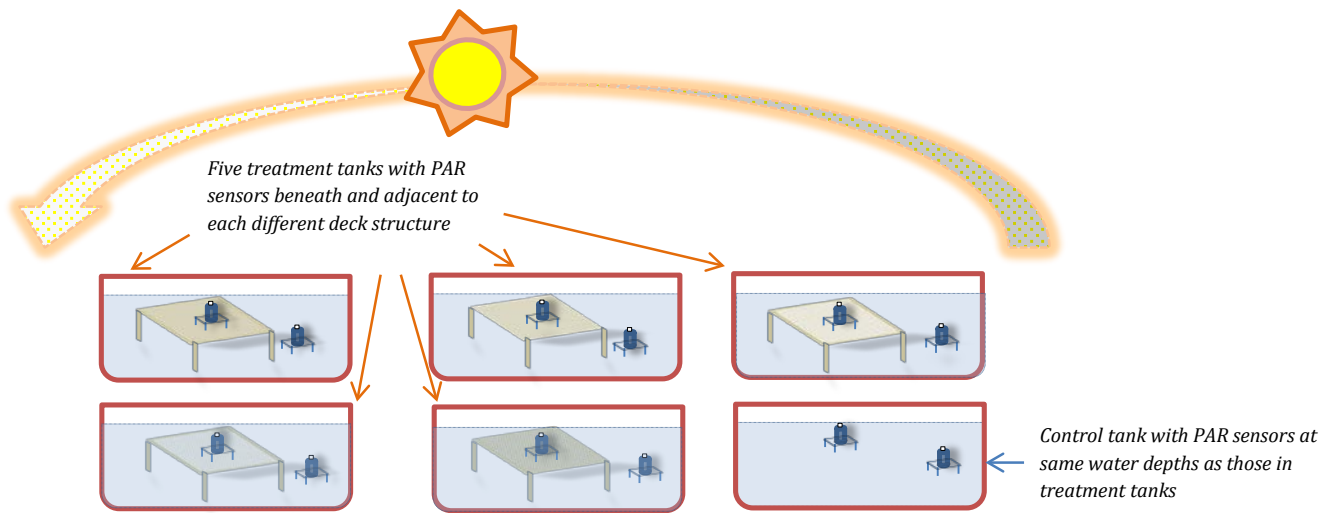 Five treatment tanks with PAR
sensors beneath and adjacent to
each different deck structure
Control tank with PAR sensors at
same water depths as those in
treatment tanks